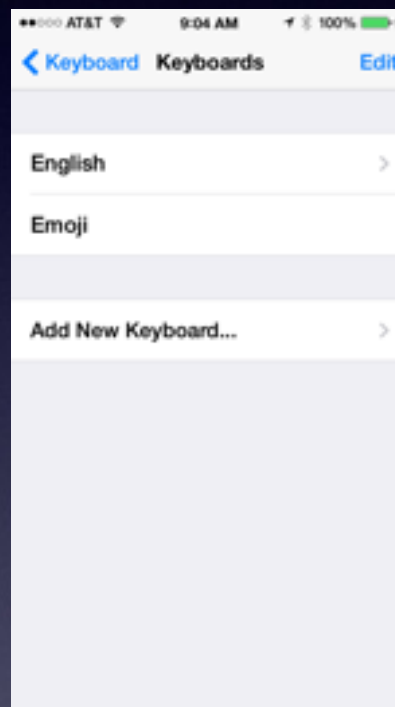 AT&T 9:04 AM 100%
Keyboard Keyboards Edit
English
Emoji
Add New Keyboard...